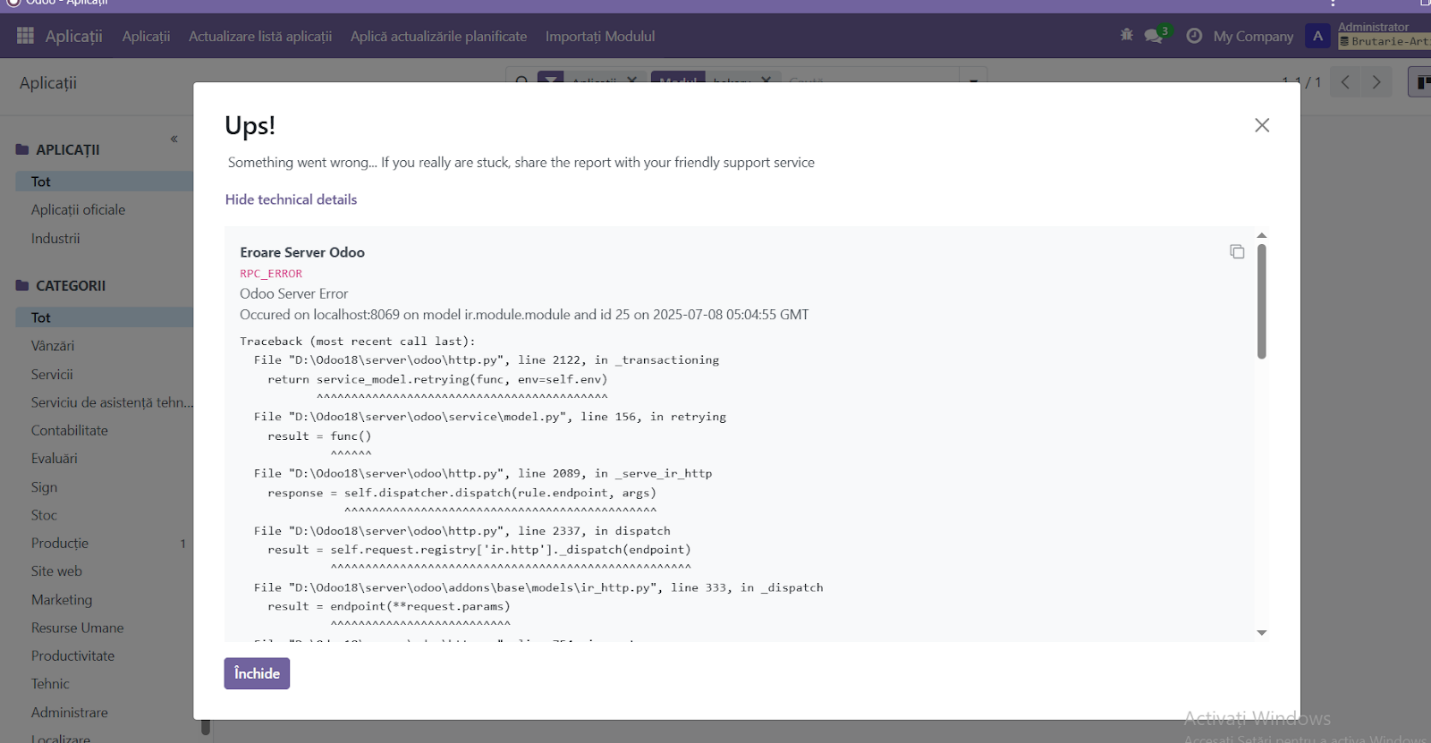 Odoo - Aplicații
Aplicații Aplicații Actualizare listă aplicații Aplică actualizările planificate Importați Modulul
3 My Company A Administrator
Brutarie-Art
Aplicații
Aplicații Modul bakery Caută
1-1 / 1
APLICAȚII
Tot
Aplicații oficiale
Industrii
CATEGORII
Tot
Vânzări
Servicii
Serviciu de asistență tehn...
Contabilitate
Evaluări
Sign
Stoc
Producție 1
Site web
Marketing
Resurse Umane
Productivitate
Tehnic
Administrare
Localizare
Ups!
Something went wrong... If you really are stuck, share the report with your friendly support service
Hide technical details
Eroare Server Odoo
RPC_ERROR
Odoo Server Error
Occured on localhost:8069 on model ir.module.module and id 25 on 2025-07-08 05:04:55 GMT
Traceback (most recent call last):
File "D:\Odoo18\server\odoo\http.py", line 2122, in _transactioning
return service_model.retrying(func, env=self.env)
^^^^^^^^^^^^^^^^^^^^^^^^^^^^^^^^^^^^^^^^^^
File "D:\Odoo18\server\odoo\service\model.py", line 156, in retrying
result = func()
^^^^^^
File "D:\Odoo18\server\odoo\http.py", line 2089, in _serve_ir_http
response = self.dispatcher.dispatch(rule.endpoint, args)
^^^^^^^^^^^^^^^^^^^^^^^^^^^^^^^^^^^^^^^^^^^^^
File "D:\Odoo18\server\odoo\http.py", line 2337, in dispatch
result = self.request.registry['ir.http']._dispatch(endpoint)
^^^^^^^^^^^^^^^^^^^^^^^^^^^^^^^^^^^^^^^^^^^^^^^^^^^^
File "D:\Odoo18\server\odoo\addons\base\models\ir_http.py", line 333, in _dispatch
result = endpoint(**request.params)
^^^^^^^^^^^^^^^^^^^^^^^^^^
Închide
Activați Windows
Accesați Setări pentru a activa Windows